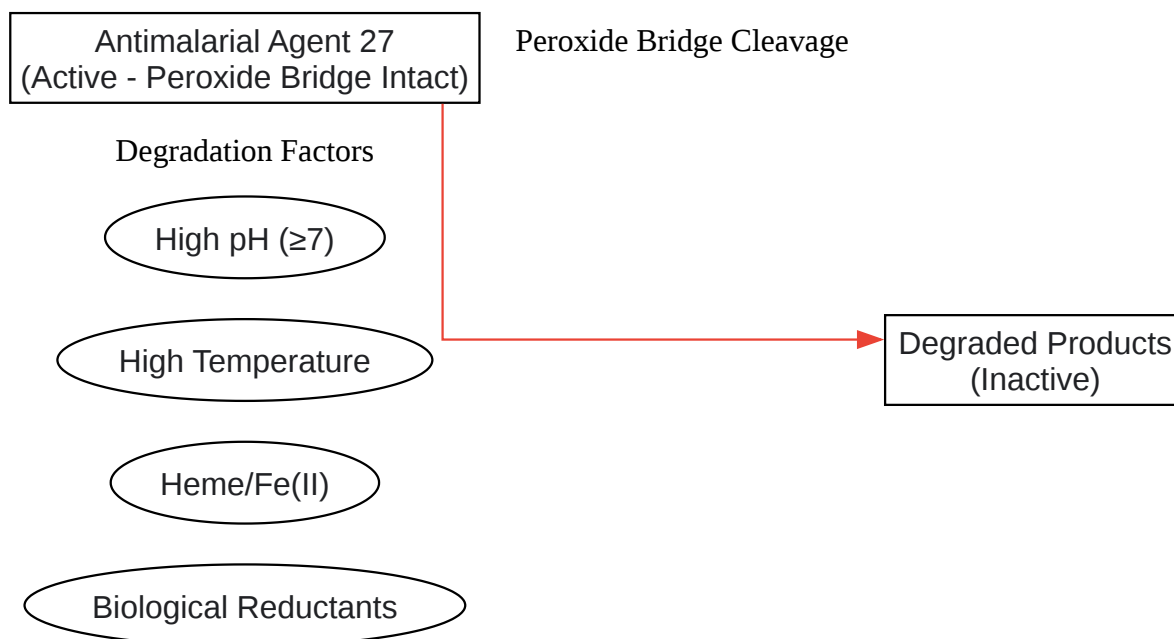 Antimalarial Agent 27
(Active - Peroxide Bridge Intact)
Peroxide Bridge Cleavage
Degradation Factors
High pH (≥7)
High Temperature
Degraded Products
(Inactive)
Heme/Fe(II)
Biological Reductants